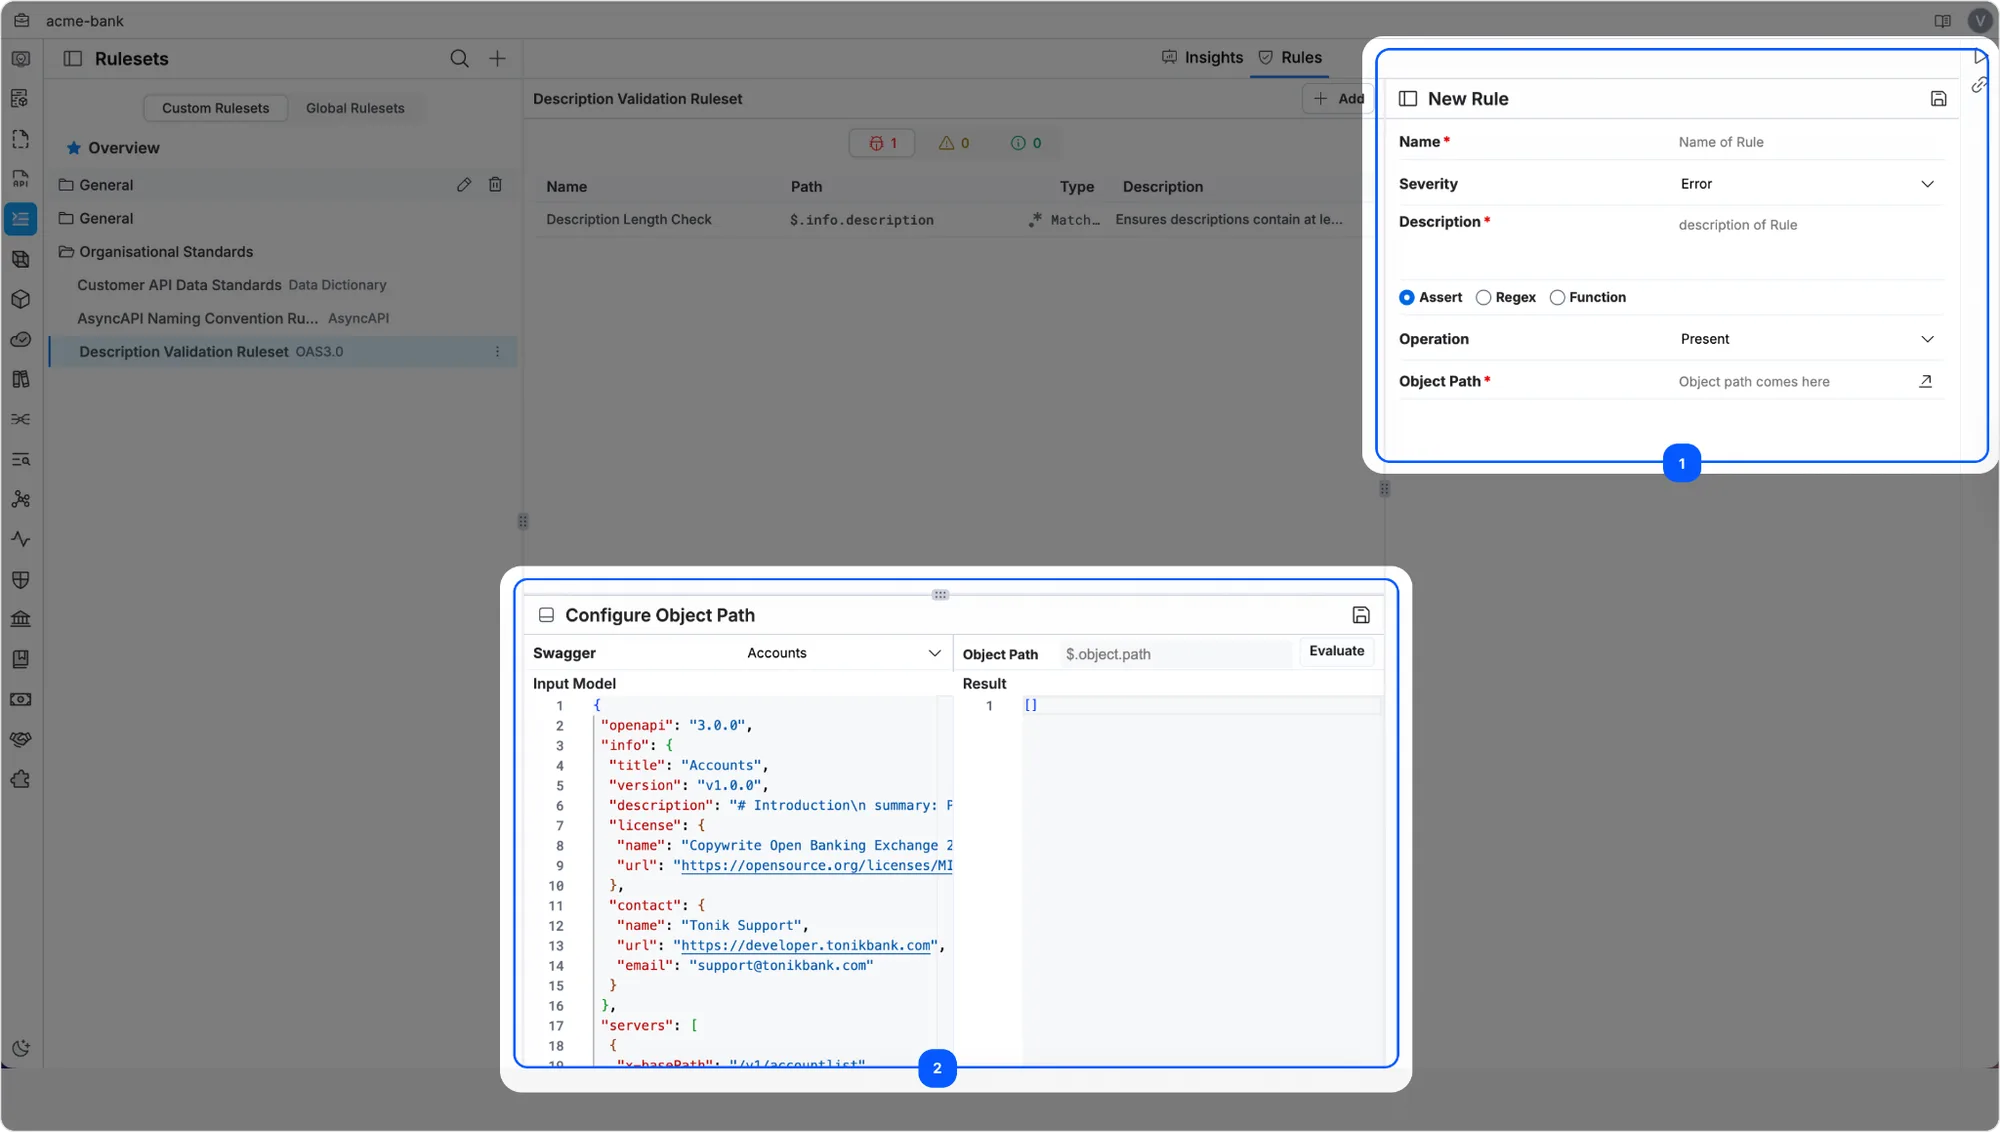 acme-bank
V
Rulesets
Custom Rulesets
Global Rulesets
Overview
General
General
Organisational Standards
Customer API Data Standards Data Dictionary
AsyncAPI Naming Convention Ru... AsyncAPI
Description Validation Ruleset OAS3.0
API
Insights
Rules
Description Validation Ruleset
Add
1
0
0
Name Path Type Description
Description Length Check $.info.description .* Match... Ensures descriptions contain at le...
New Rule
Name* Name of Rule
Severity Error
Description* description of Rule
Assert Regex Function
Operation Present
Object Path* Object path comes here
1
Configure Object Path
Swagger Accounts
Input Model
1 {
2 "openapi": "3.0.0",
3 "info": {
4 "title": "Accounts",
5 "version": "v1.0.0",
6 "description": "# Introduction\n summary:
7 "license": {
8 "name": "Copywrite Open Banking Exchange 2
9 "url": "https://opensource.org/licenses/MI
10 },
11 "contact": {
12 "name": "Tonik Support",
13 "url": "https://developer.tonikbank.com",
14 "email": "support@tonikbank.com"
15 }
16 },
17 "servers": [
18 {
19 "x-basePath": "/v1/accountlist"
Object Path $.object.path Evaluate
Result
1 []
2